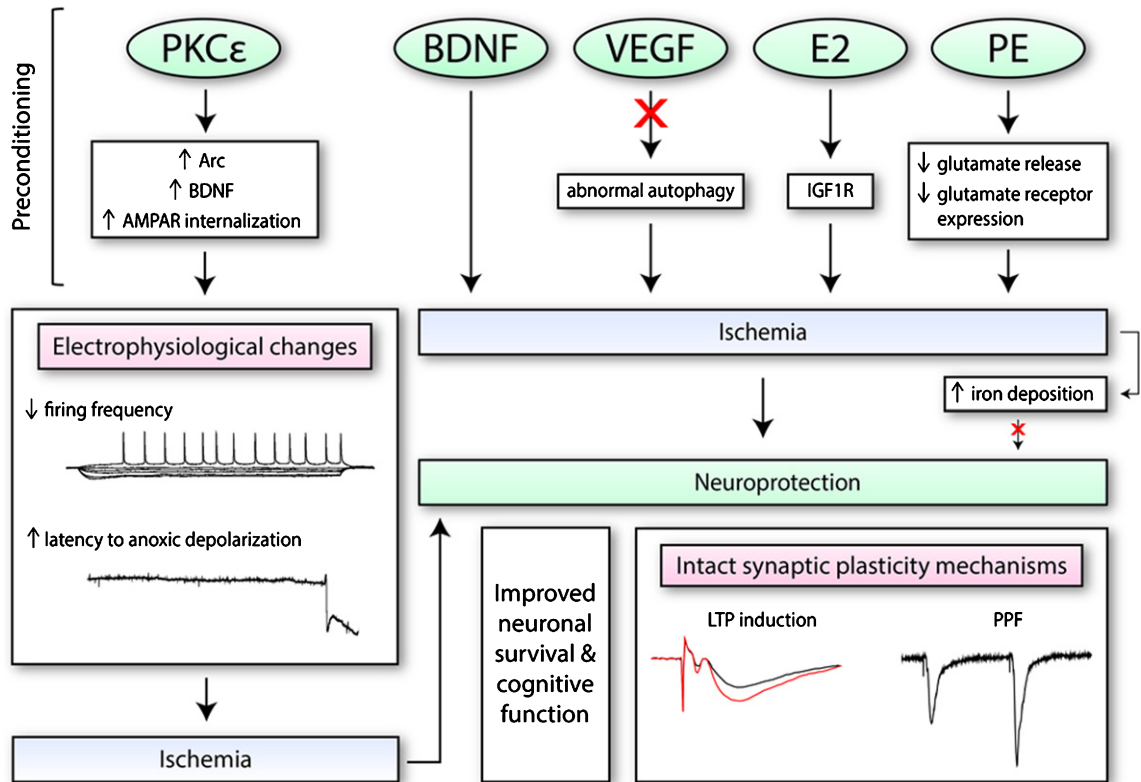 Preconditioning
PKCε
BDNF
VEGF
E2
PE
↑ Arc
↑ BDNF
↑ AMPAR internalization
abnormal autophagy
IGF1R
↓ glutamate release
↓ glutamate receptor
expression
Electrophysiological changes
↓ firing frequency
↑ latency to anoxic depolarization
Ischemia
Ischemia
↑ iron deposition
Neuroprotection
Improved
neuronal
survival &
cognitive
function
Intact synaptic plasticity mechanisms
LTP induction
PPF